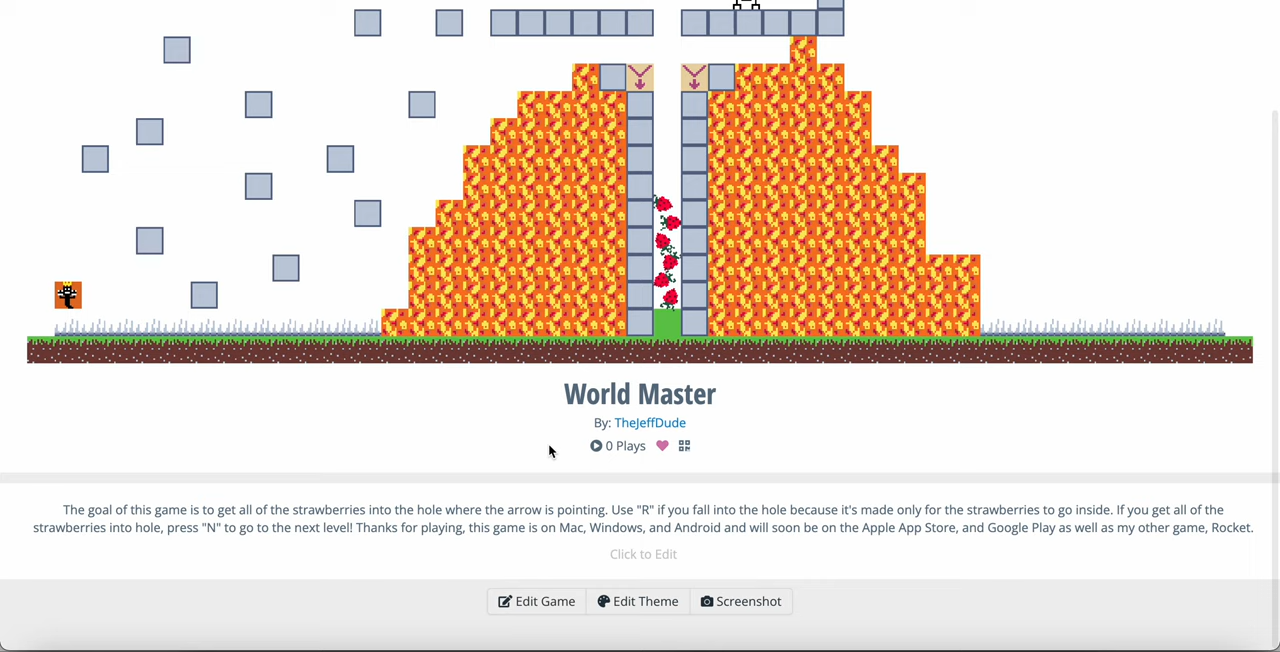 World Master
By: TheJeffDude
0 Plays
The goal of this game is to get all of the strawberries into the hole where the arrow is pointing. Use "R" if you fall into the hole because it's made only for the strawberries to go inside. If you get all of the
strawberries into hole, press "N" to go to the next level! Thanks for playing, this game is on Mac, Windows, and Android and will soon be on the Apple App Store, and Google Play as well as my other game, Rocket.
Click to Edit
Edit Game Edit Theme Screenshot